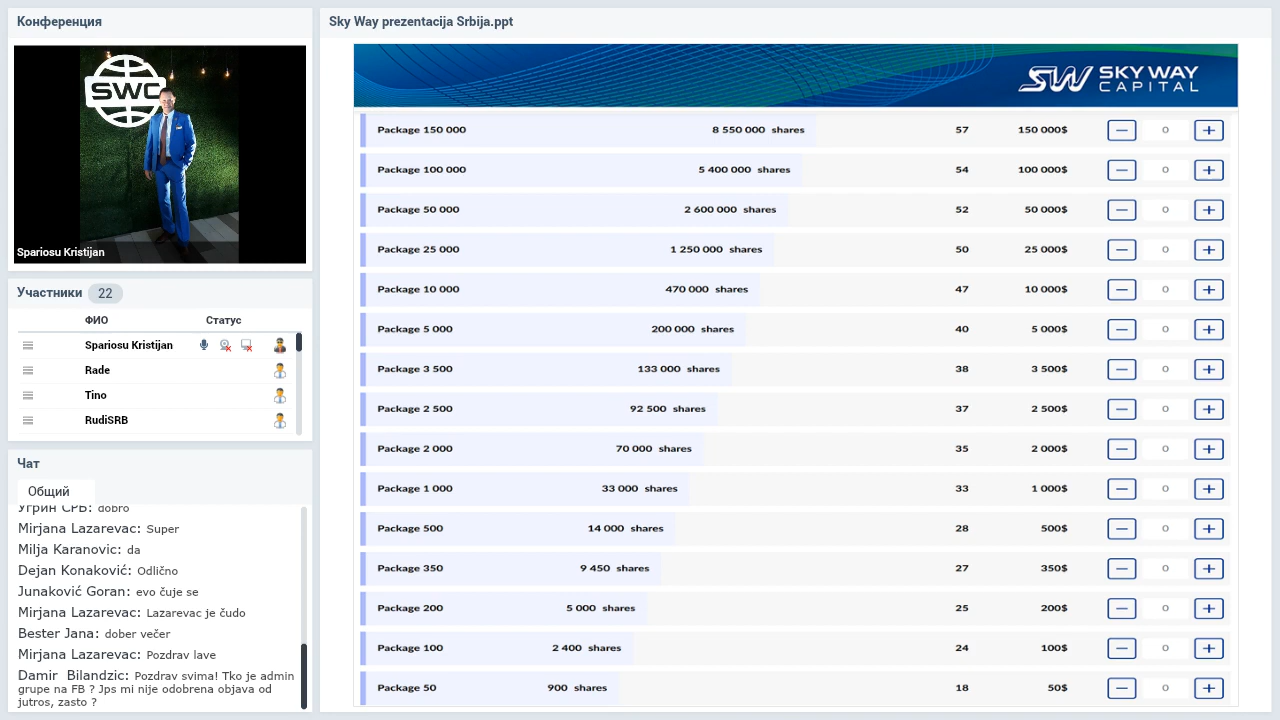 Конференция
SWC
Spariosu Kristijan
Участники 22
ФИО Статус
Spariosu Kristijan
Rade
Tino
RudiSRB
Чат
Общий
Угрин СРБ: dobro
Mirjana Lazarevac: Super
Milja Karanovic: da
Dejan Konaković: Odlično
Junaković Goran: evo čuje se
Mirjana Lazarevac: Lazarevac je čudo
Bester Jana: dober večer
Mirjana Lazarevac: Pozdrav lave
Damir Bilandzic: Pozdrav svima! Tko je admin
grupe na FB ? Jps mi nije odobrena objava od
jutros, zasto ?
Sky Way prezentacija Srbija.ppt
SW SKY WAY
CAPITAL
Package 150 000 8 550 000 shares 57 150 000$ — 0 +
Package 100 000 5 400 000 shares 54 100 000$ — 0 +
Package 50 000 2 600 000 shares 52 50 000$ — 0 +
Package 25 000 1 250 000 shares 50 25 000$ — 0 +
Package 10 000 470 000 shares 47 10 000$ — 0 +
Package 5 000 200 000 shares 40 5 000$ — 0 +
Package 3 500 133 000 shares 38 3 500$ — 0 +
Package 2 500 92 500 shares 37 2 500$ — 0 +
Package 2 000 70 000 shares 35 2 000$ — 0 +
Package 1 000 33 000 shares 33 1 000$ — 0 +
Package 500 14 000 shares 28 500$ — 0 +
Package 350 9 450 shares 27 350$ — 0 +
Package 200 5 000 shares 25 200$ — 0 +
Package 100 2 400 shares 24 100$ — 0 +
Package 50 900 shares 18 50$ — 0 +